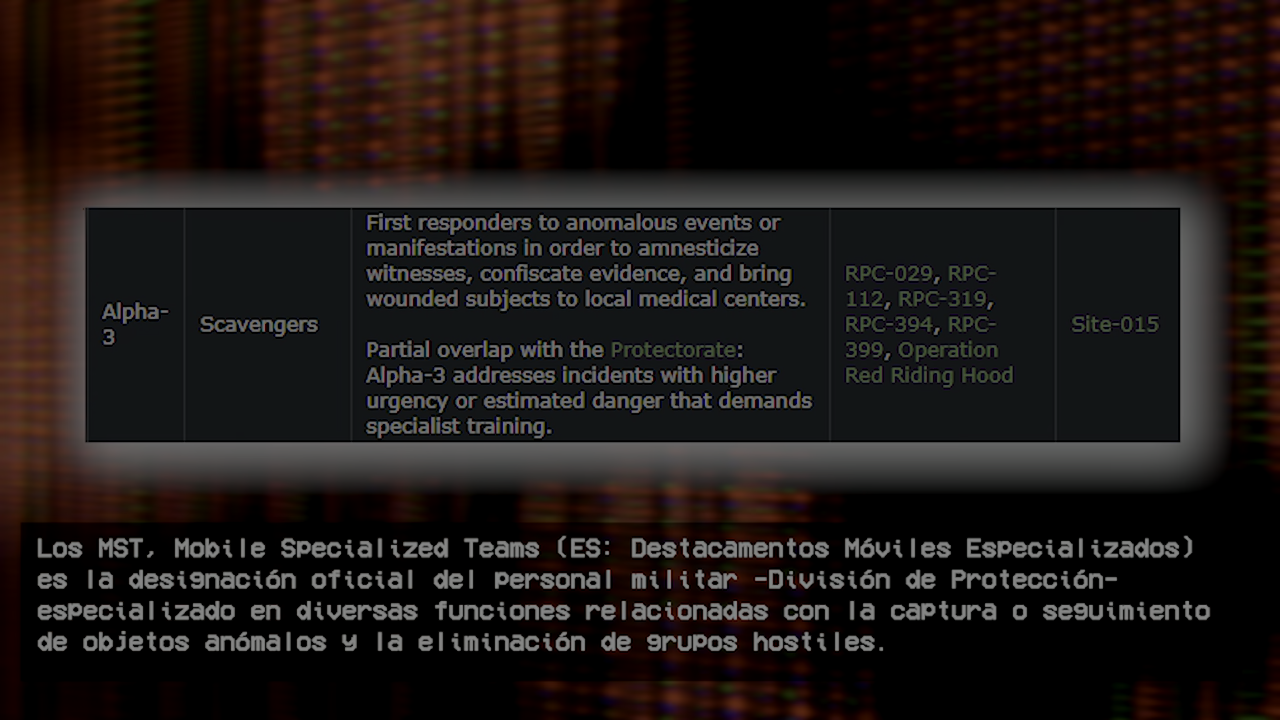 Alpha-
3
Scavengers
First responders to anomalous events or
manifestations in order to amnesticize
witnesses, confiscate evidence, and bring
wounded subjects to local medical centers.
Partial overlap with the Protectorate:
Alpha-3 addresses incidents with higher
urgency or estimated danger that demands
specialist training.
RPC-029, RPC-
112, RPC-319,
RPC-394, RPC-
399, Operation
Red Riding Hood
Site-015
Los MST, Mobile Specialized Teams (ES: Destacamentos Móviles Especializados)
es la designación oficial del personal militar -División de Protección-
especializado en diversas funciones relacionadas con la captura o seguimiento
de objetos anómalos y la eliminación de grupos hostiles.